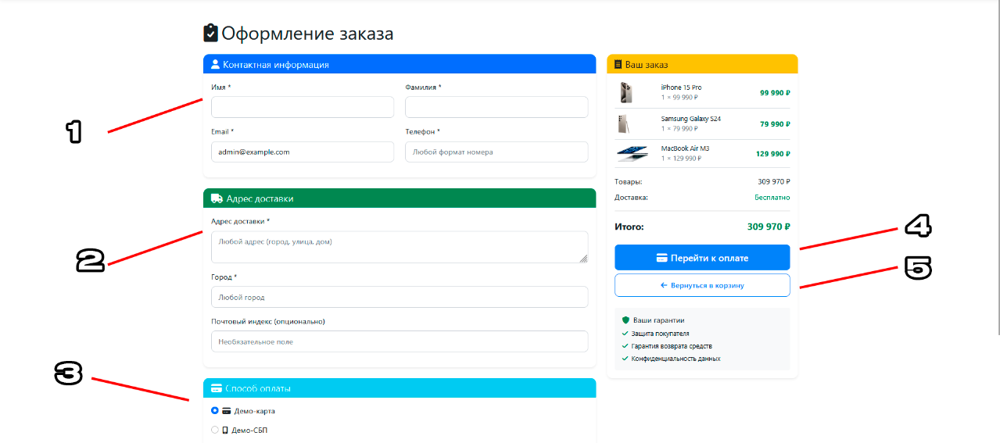 Оформление заказа
Контактная информация
Имя *
Фамилия *
1
Email *
Телефон *
admin@example.com
Любой формат номера
Адрес доставки
Адрес доставки *
Любой адрес (город, улица, дом)
2
Город *
Любой город
Почтовый индекс (опционально)
Необязательное поле
3
Способ оплаты
Демо-карта
Демо-СБП
Ваш заказ
iPhone 15 Pro
1 × 99 990 ₽
99 990 ₽
Samsung Galaxy S24
1 × 79 990 ₽
79 990 ₽
MacBook Air M3
1 × 129 990 ₽
129 990 ₽
Товары: 309 970 ₽
Доставка: Бесплатно
Итого: 309 970 ₽
4
Перейти к оплате
5
Вернуться в корзину
Ваши гарантии
Защита покупателя
Гарантия возврата средств
Конфиденциальность данных